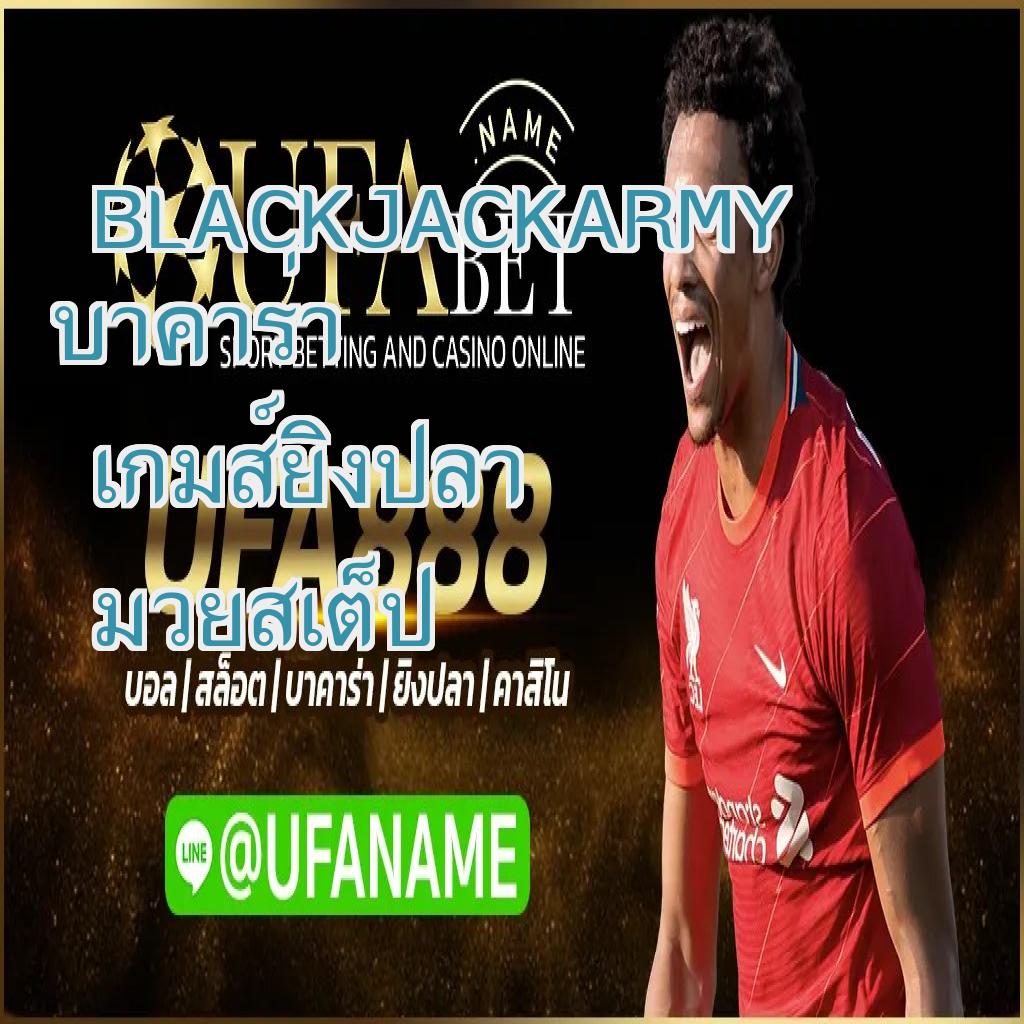 .NAME
UFA
BET
BLACKJACKARMY
บาคาร่า
SPORT BETTING AND CASINO ONLINE
เกมส์ยิงปลา
UFA888
มวยสเต็ป
บอล | สล็อต | บาคาร่า | ยิงปลา | คาสิโน
LINE @UFANAME